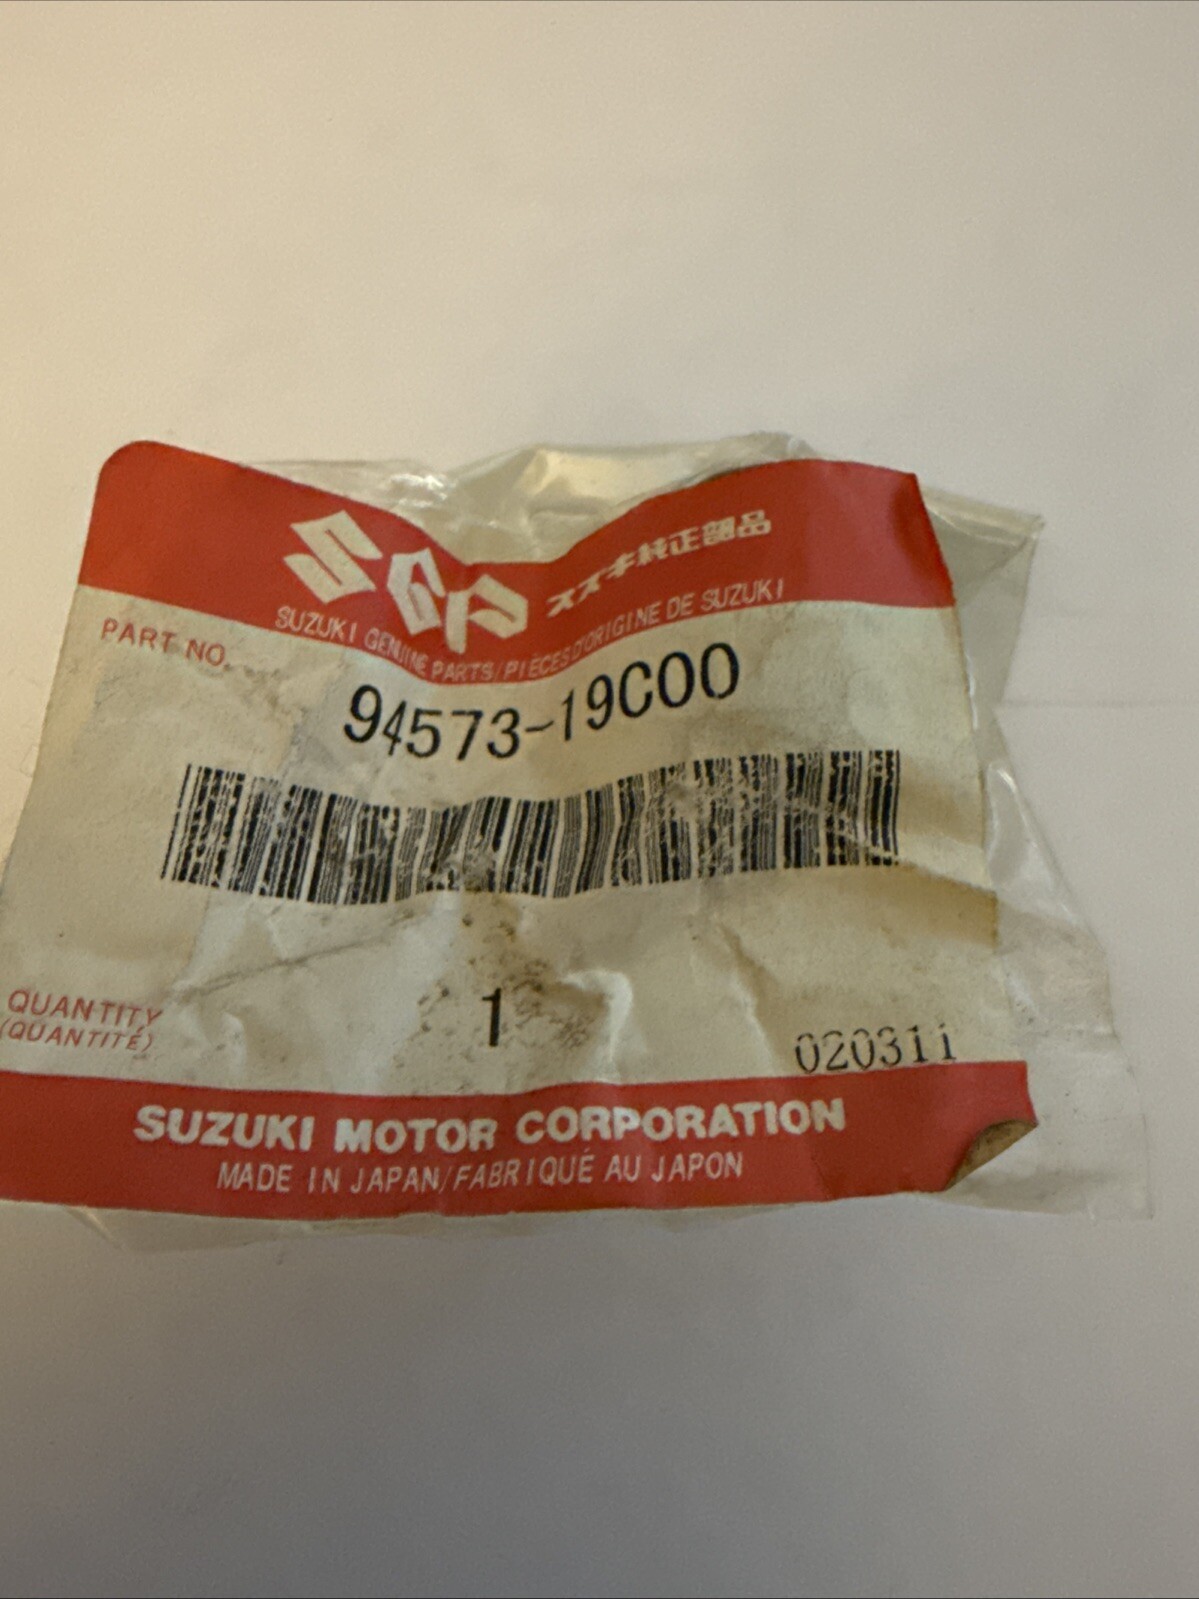 SGP スズキ純正部品
SUZUKI GENUINE PARTS/PIÈCES D'ORIGINE DE SUZUKI
PART NO.
94573-19C00
1
QUANTITY
(QUANTITÉ)
020311
SUZUKI MOTOR CORPORATION
MADE IN JAPAN/FABRIQUÉ AU JAPON